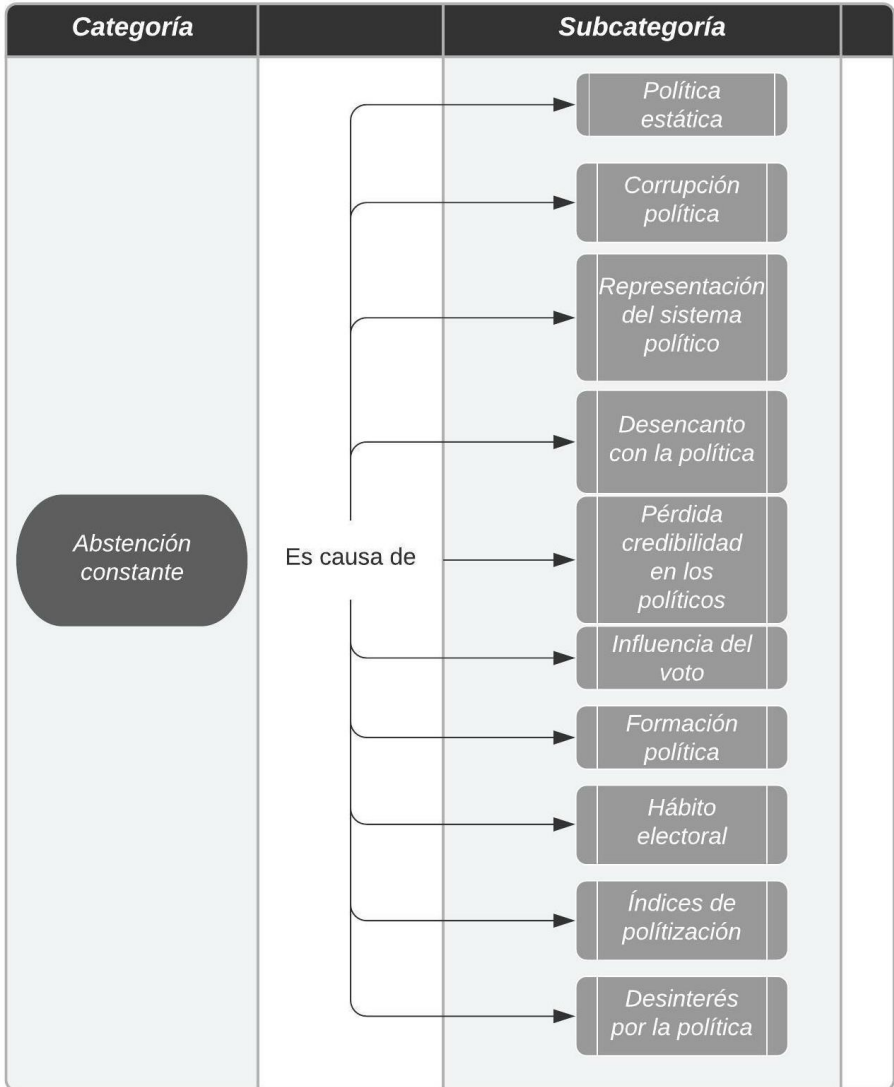 Categoría
Subcategoría
Política
estática
Corrupción
política
Representación
del sistema
político
Desencanto
con la política
Abstención
constante
Es causa de
Pérdida
credibilidad
en los
políticos
Influencia del
voto
Formación
política
Hábito
electoral
Índices de
polítización
Desinterés
por la política